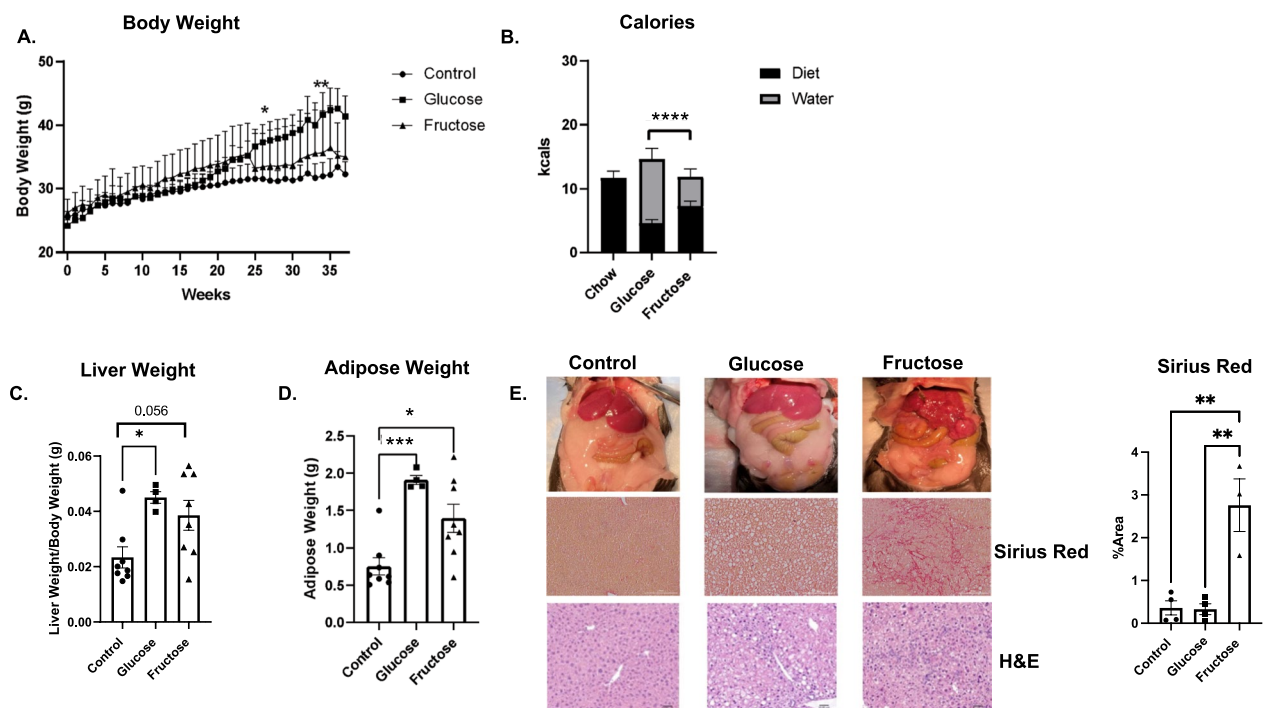 Body Weight
A.
50
40
30
20
Body Weight (g)
0 5 10 15 20 25 30 35
Weeks
*
**
Control
Glucose
Fructose
Calories
B.
30
20
10
0
kcals
****
Chow
Glucose
Fructose
Diet
Water
Liver Weight
C.
0.056
*
0.06
0.04
0.02
0.00
Liver Weight/Body Weight (g)
Control
Glucose
Fructose
Adipose Weight
D.
*
***
2.5
2.0
1.5
1.0
0.5
0.0
Adipose Weight (g)
Control
Glucose
Fructose
E.
Control
Glucose
Fructose
Sirius Red
H&E
Sirius Red
**
**
4
3
2
1
0
%Area
Control
Glucose
Fructose